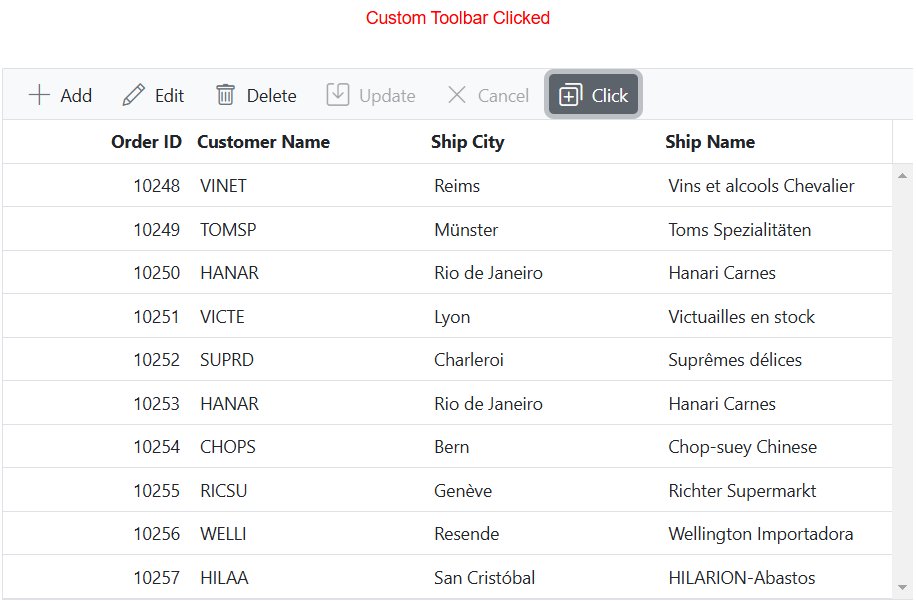 Custom Toolbar Clicked
Add Edit Delete Update Cancel Click
Order ID Customer Name Ship City Ship Name
10248 VINET Reims Vins et alcools Chevalier
10249 TOMSP Münster Toms Spezialitäten
10250 HANAR Rio de Janeiro Hanari Carnes
10251 VICTE Lyon Victuailles en stock
10252 SUPRD Charleroi Suprêmes délices
10253 HANAR Rio de Janeiro Hanari Carnes
10254 CHOPS Bern Chop-suey Chinese
10255 RICSU Genève Richter Supermarkt
10256 WELLI Resende Wellington Importadora
10257 HILAA San Cristóbal HILARION-Abastos